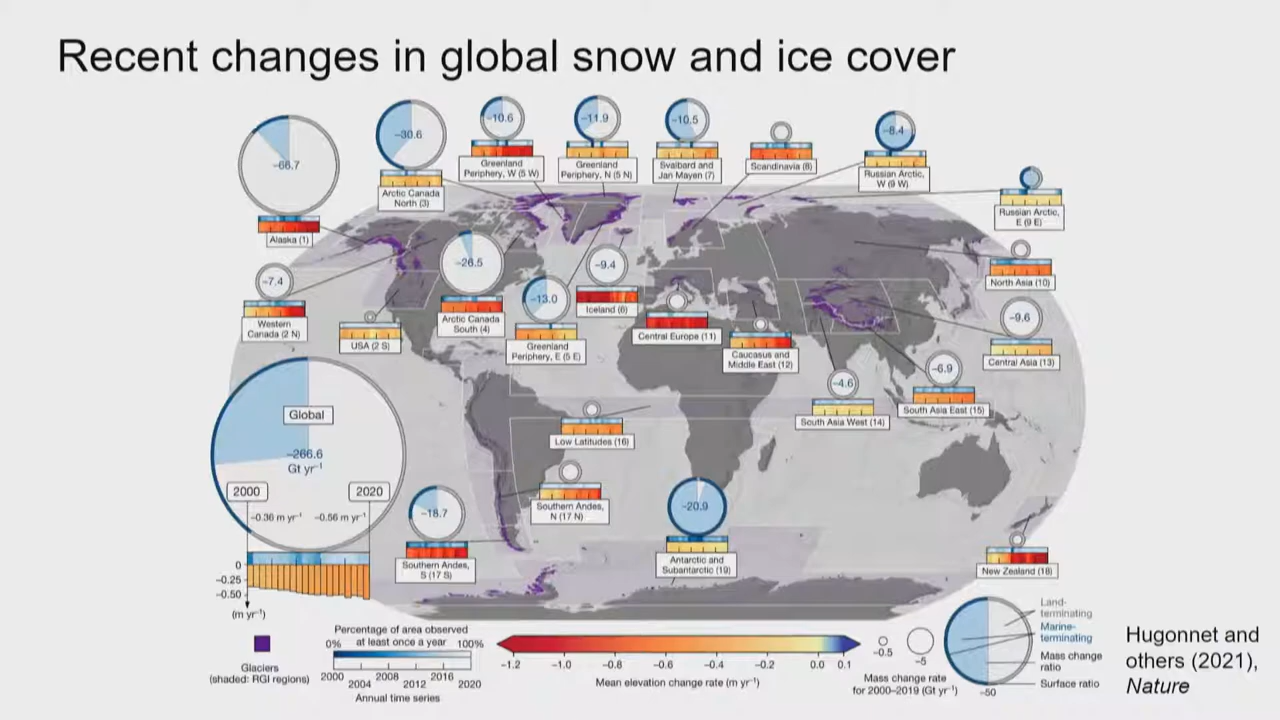 Recent changes in global snow and ice cover
−66.7
Alaska (1)
−30.6
Arctic Canada
North (3)
−10.6
Greenland
Periphery, W (5 W)
−11.9
Greenland
Periphery, N (5 N)
−10.5
Svalbard and
Jan Mayen (7)
Scandinavia (8)
−8.4
Russian Arctic,
W (9 W)
Russian Arctic,
E (9 E)
−7.4
Western
Canada (2 N)
USA (2 S)
−26.5
Arctic Canada
South (4)
−13.0
Greenland
Periphery, E (5 E)
−9.4
Iceland (6)
Central Europe (11)
Caucasus and
Middle East (12)
North Asia (10)
−9.6
Central Asia (13)
−4.6
South Asia West (14)
−6.9
South Asia East (15)
Low Latitudes (16)
Southern Andes,
N (17 N)
−18.7
Southern Andes,
S (17 S)
−20.9
Antarctic and
Subantarctic (19)
New Zealand (18)
Global
−266.6
Gt yr⁻¹
2000
2020
−0.36 m yr⁻¹
−0.56 m yr⁻¹
0
−0.25
−0.50
(m yr⁻¹)
Glaciers
(shaded: RGI regions)
Percentage of area observed
0% at least once a year 100%
2000 2008 2016
2004 2012 2020
Annual time series
−1.2 −1.0 −0.8 −0.6 −0.4 −0.2 0.0 0.1
Mean elevation change rate (m yr⁻¹)
−0.5
−5
Mass change rate
for 2000–2019 (Gt yr⁻¹)
−50
Land-
terminating
Marine-
terminating
Mass change
ratio
Surface ratio
Hugonnet and
others (2021),
Nature